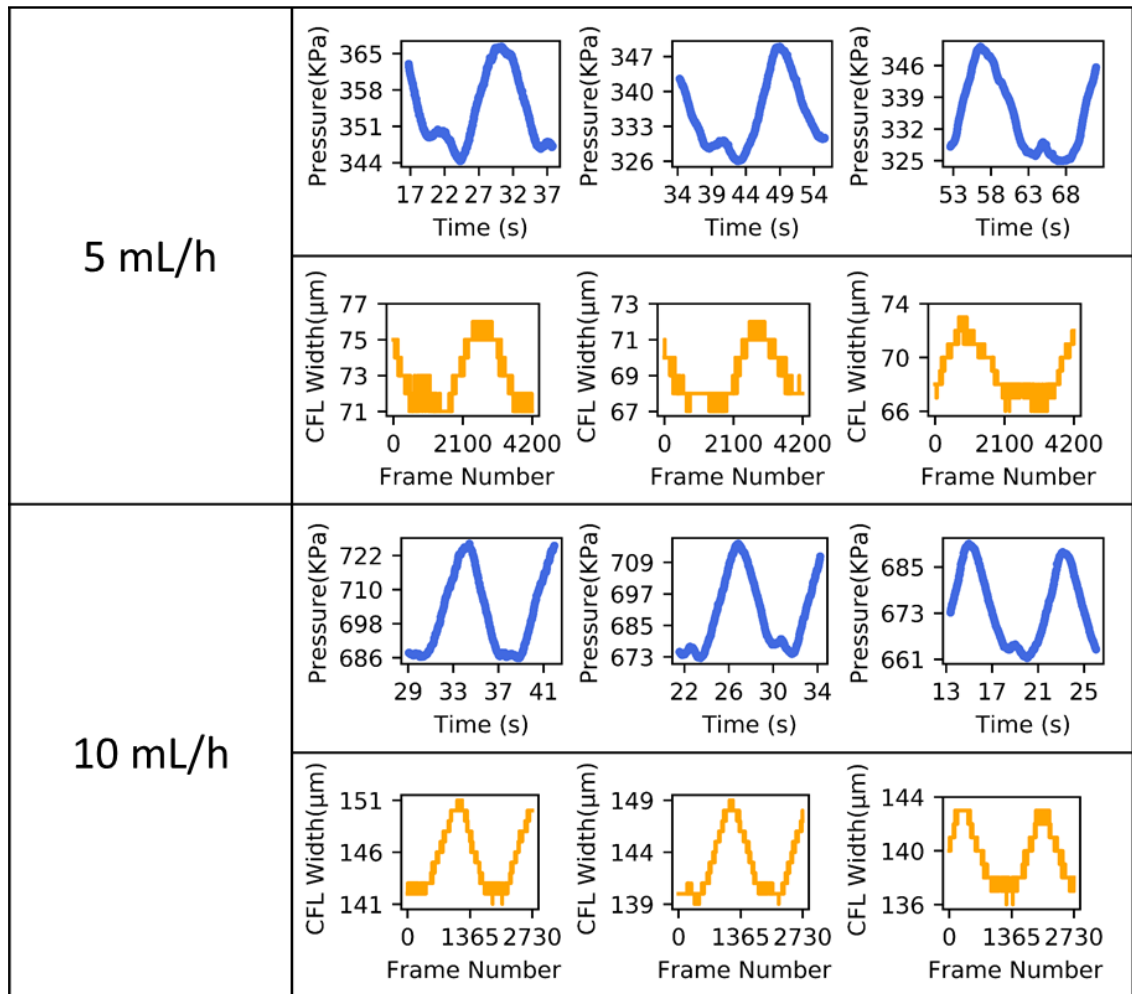 5 mL/h
Pressure(KPa)
365
358
351
344
17 22 27 32 37
Time (s)
Pressure(KPa)
347
340
333
326
34 39 44 49 54
Time (s)
Pressure(KPa)
346
339
332
325
53 58 63 68
Time (s)
CFL Width(μm)
77
75
73
71
0 2100 4200
Frame Number
CFL Width(μm)
73
71
69
67
0 2100 4200
Frame Number
CFL Width(μm)
74
70
66
0 2100 4200
Frame Number
10 mL/h
Pressure(KPa)
722
710
698
686
29 33 37 41
Time (s)
Pressure(KPa)
709
697
685
673
22 26 30 34
Time (s)
Pressure(KPa)
685
673
661
13 17 21 25
Time (s)
CFL Width(μm)
151
146
141
0 1365 2730
Frame Number
CFL Width(μm)
149
144
139
0 1365 2730
Frame Number
CFL Width(μm)
144
140
136
0 1365 2730
Frame Number